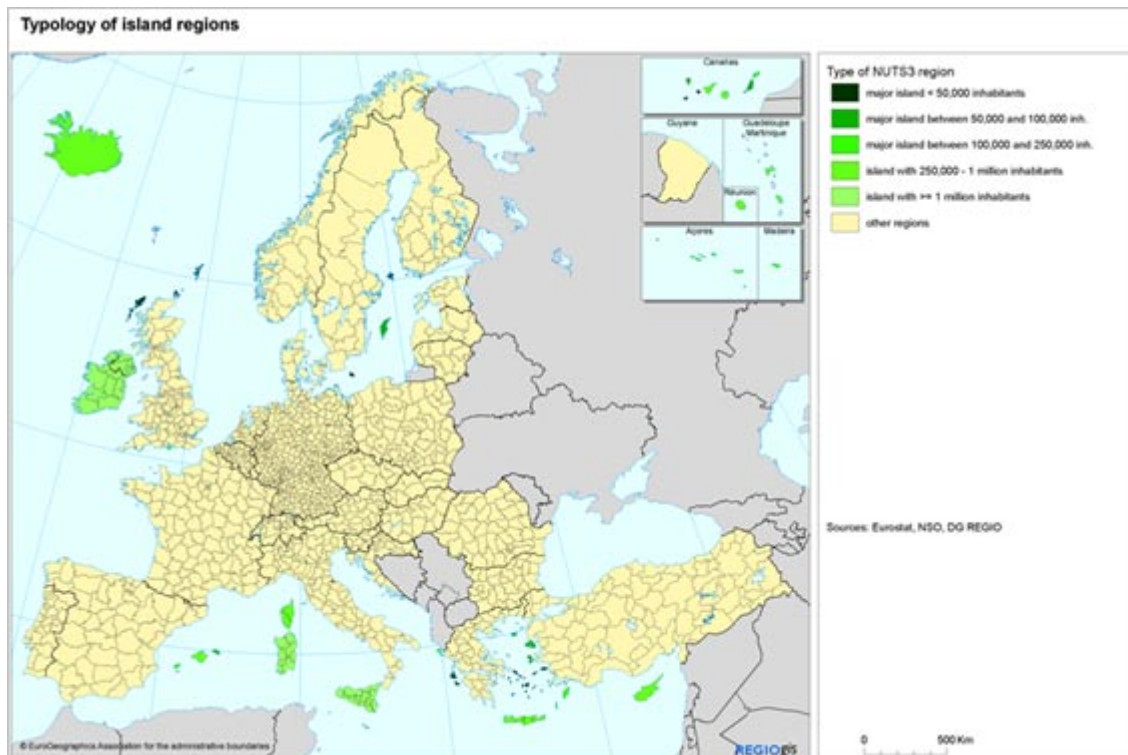 Typology of island regions
Canarias
Guyane
Guadeloupe
Martinique
Réunion
Açores
Madeira
Type of NUTS3 region
major island < 50,000 inhabitants
major island between 50,000 and 100,000 inh.
major island between 100,000 and 250,000 inh.
island with 250,000 - 1 million inhabitants
island with >= 1 million inhabitants
other regions
Sources: Eurostat, NSO, DG REGIO
© EuroGeographics Association for the administrative boundaries
REGIOgis
0 500 Km